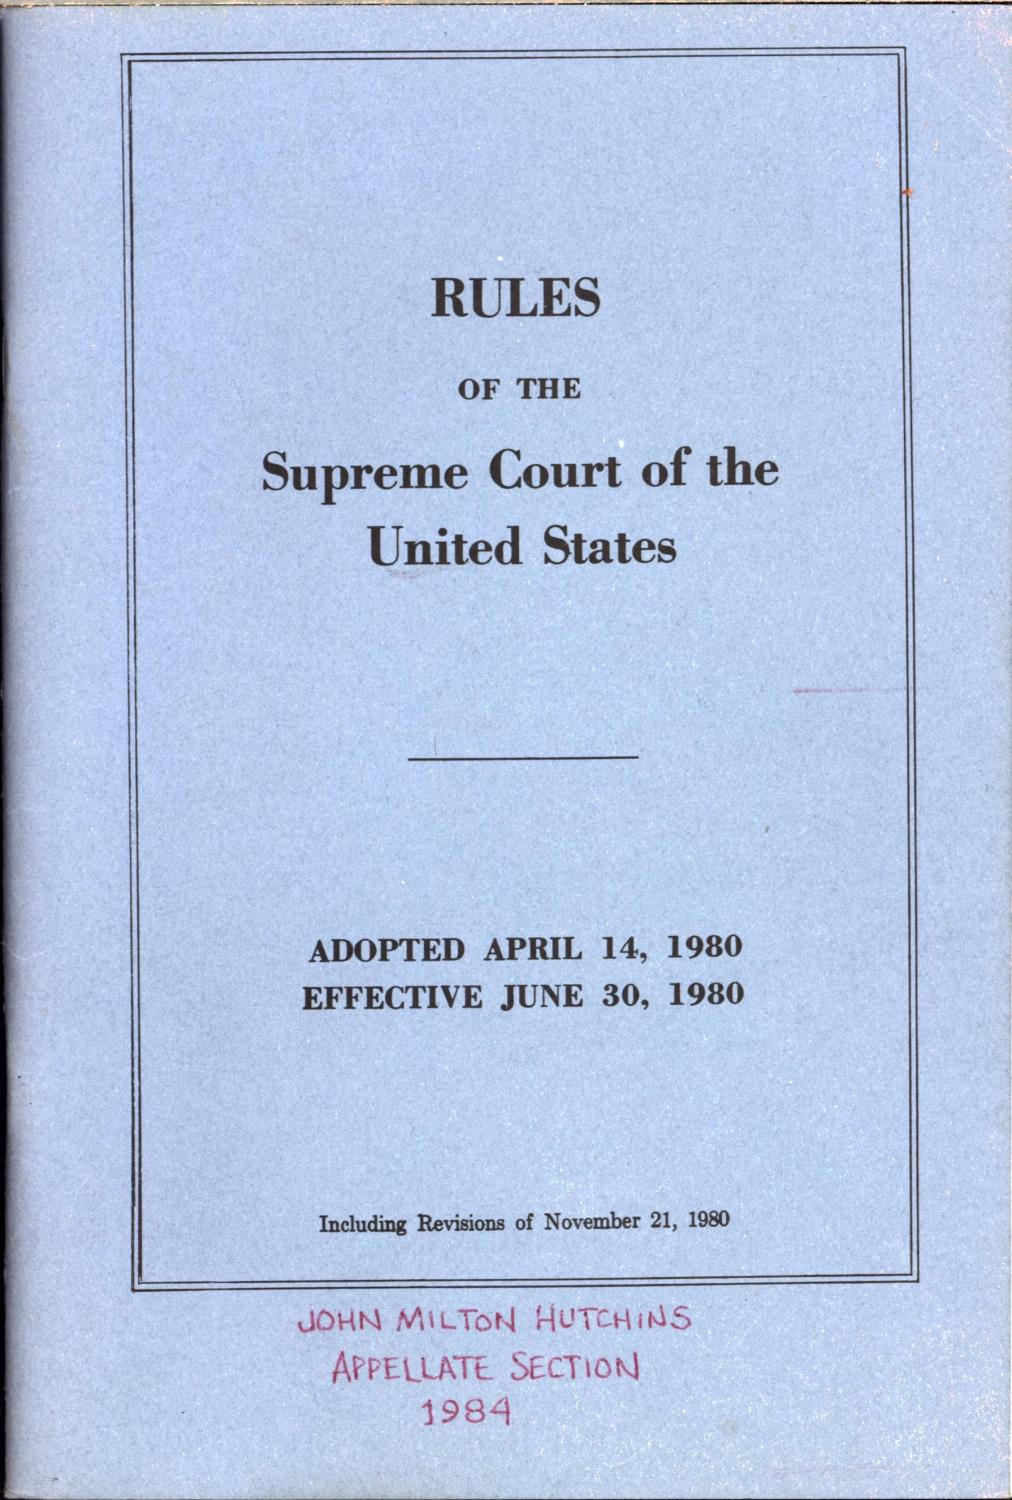 RULES
OF THE
Supreme Court of the
United States
ADOPTED APRIL 14, 1980
EFFECTIVE JUNE 30, 1980
Including Revisions of November 21, 1980
JOHN MILTON HUTCHINS
APPELLATE SECTION
1984